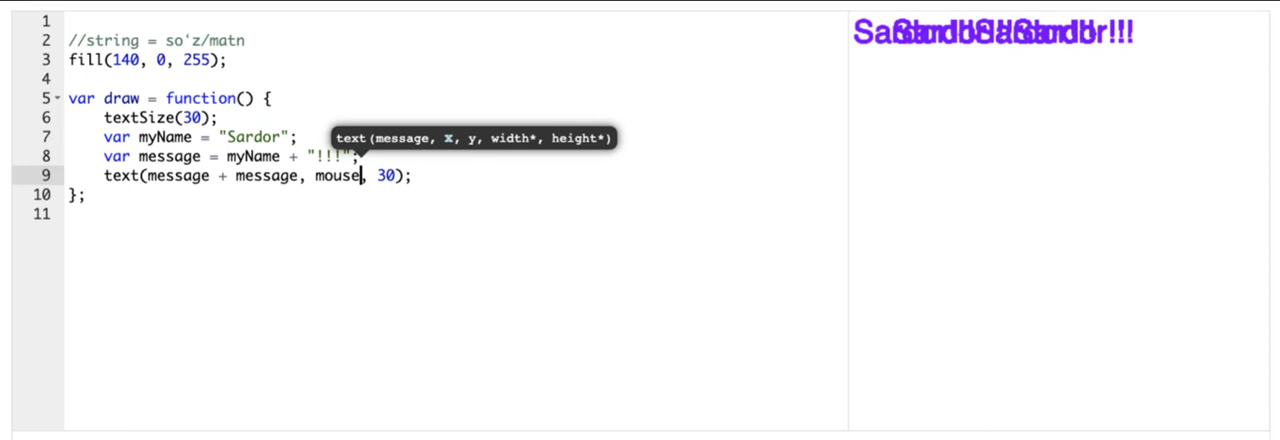 1
2 //string = so'z/matn
3 fill(140, 0, 255);
4
5 var draw = function() {
6 textSize(30);
7 var myName = "Sardor";
text(message, x, y, width*, height*)
8 var message = myName + "!!!";
9 text(message + message, mouse, 30);
10 };
11